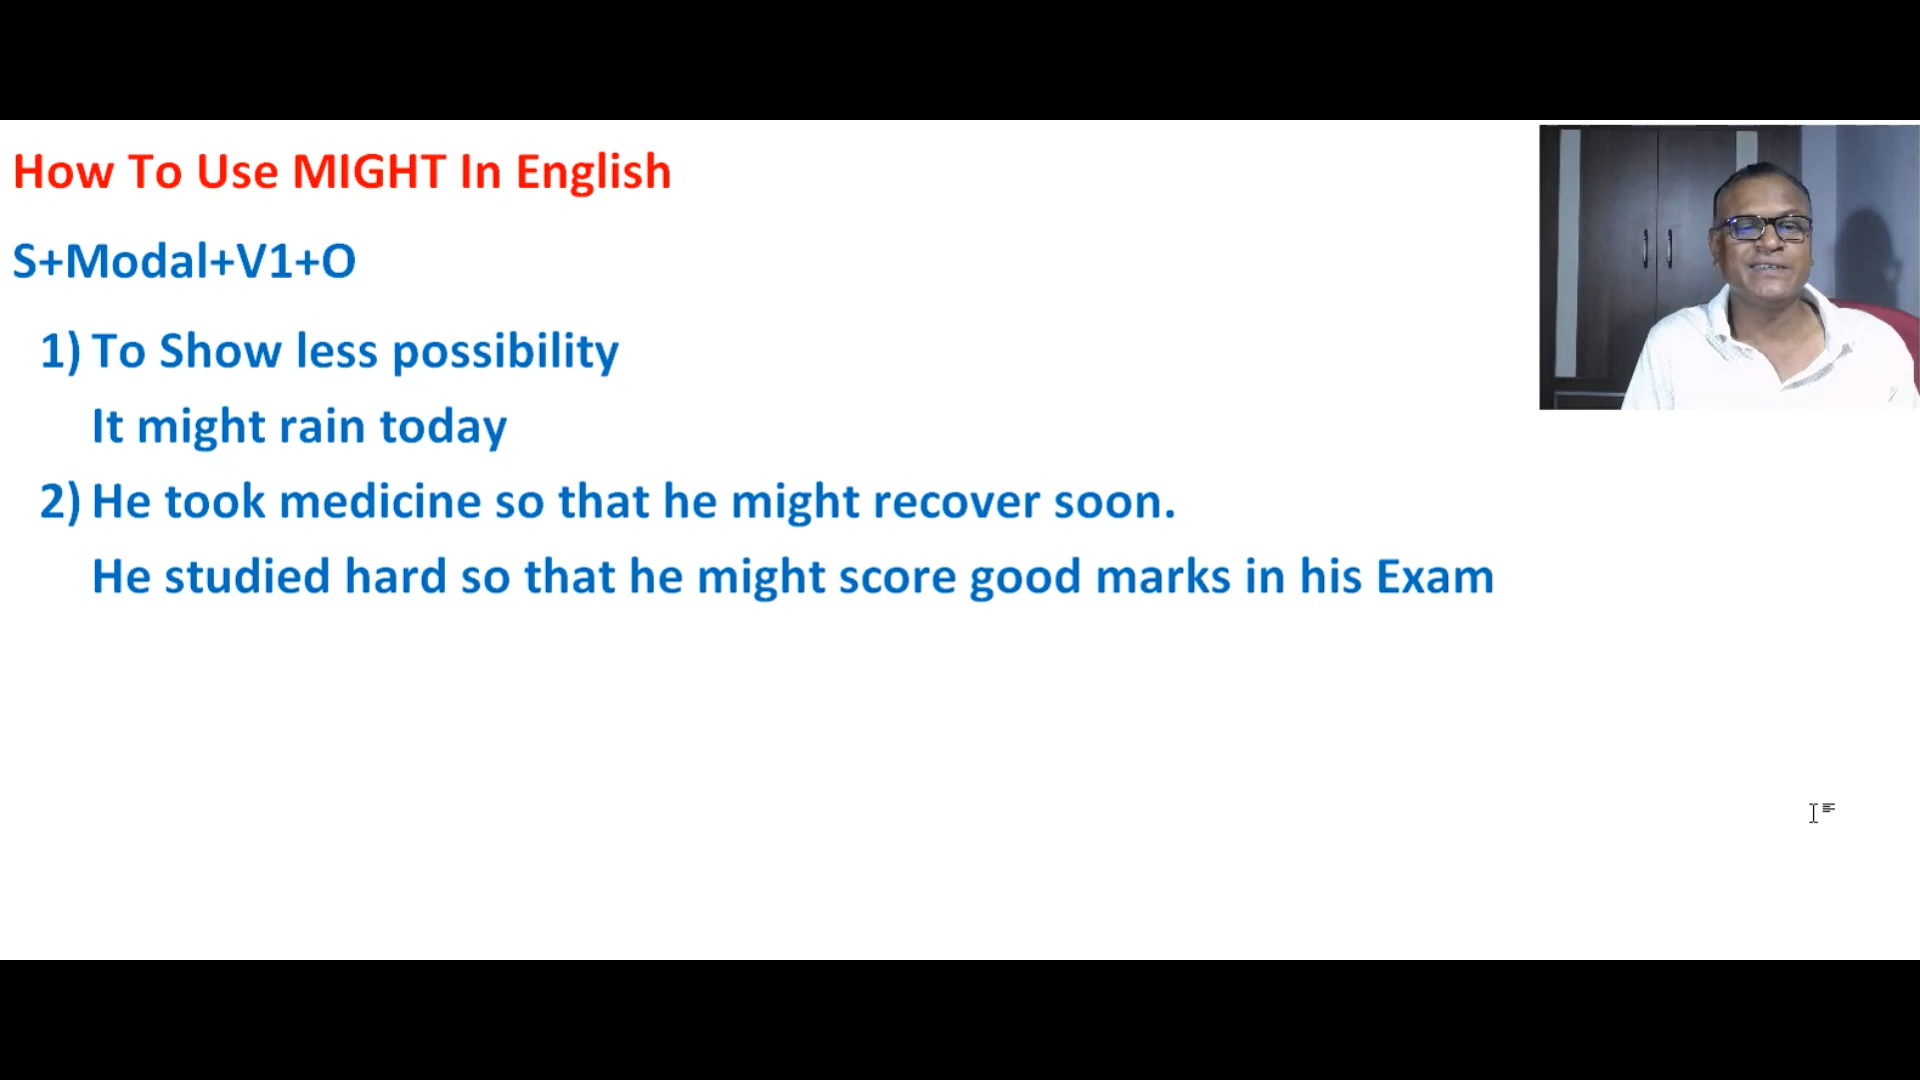 How To Use MIGHT In English
S+Modal+V1+O
1) To Show less possibility
It might rain today
2) He took medicine so that he might recover soon.
He studied hard so that he might score good marks in his Exam